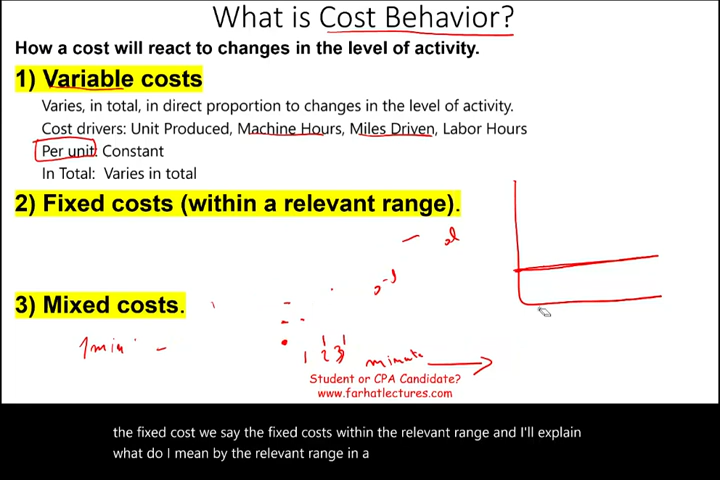 What is Cost Behavior?
How a cost will react to changes in the level of activity.
1) Variable costs
Varies, in total, in direct proportion to changes in the level of activity.
Cost drivers: Unit Produced, Machine Hours, Miles Driven, Labor Hours
Per unit: Constant
In Total: Varies in total
2) Fixed costs (within a relevant range).
3) Mixed costs.
1 min -
1 2 3
minute
Student or CPA Candidate?
www.farhatlectures.com
the fixed cost we say the fixed costs within the relevant range and I'll explain
what do I mean by the relevant range in a